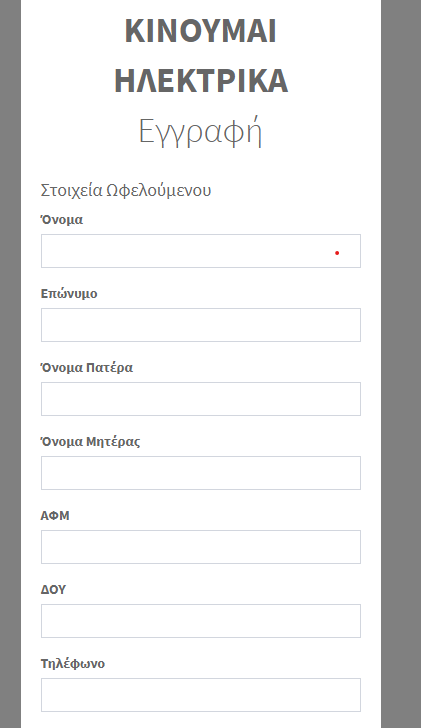 ΚΙΝΟΥΜΑΙ
ΗΛΕΚΤΡΙΚΑ
Εγγραφή
Στοιχεία Ωφελούμενου
Όνομα
Επώνυμο
Όνομα Πατέρα
Όνομα Μητέρας
ΑΦΜ
ΔΟΥ
Τηλέφωνο